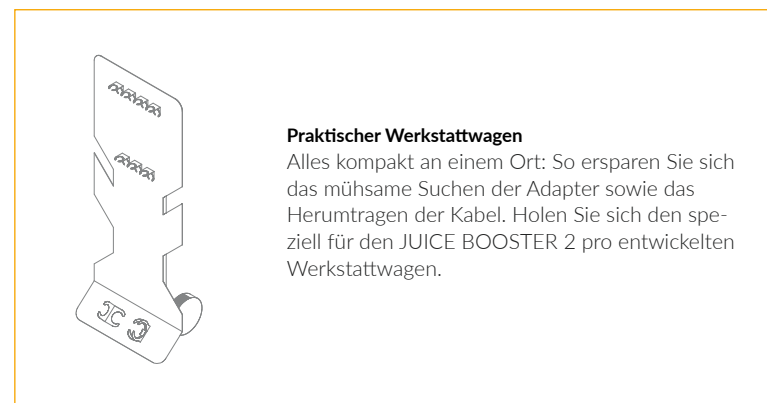 Praktischer Werkstattwagen
Alles kompakt an einem Ort: So ersparen Sie sich
das mühsame Suchen der Adapter sowie das
Herumtragen der Kabel. Holen Sie sich den spe-
ziell für den JUICE BOOSTER 2 pro entwickelten
Werkstattwagen.